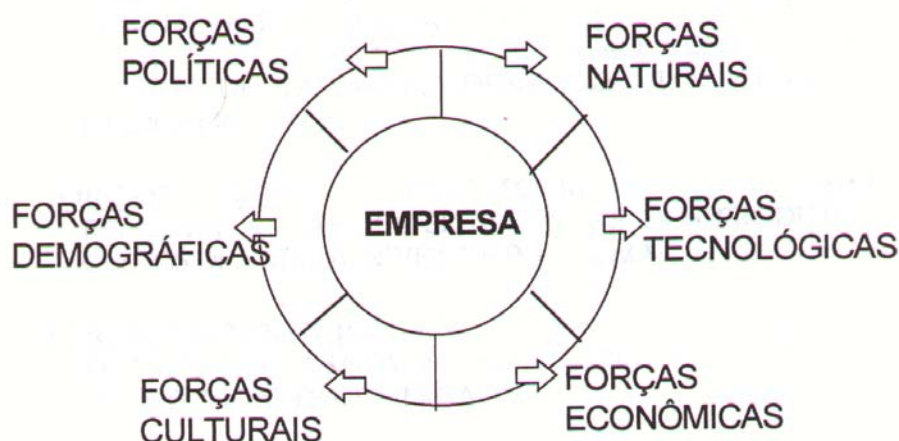 FORÇAS
POLÍTICAS
FORÇAS
NATURAIS
FORÇAS
DEMOGRÁFICAS
EMPRESA
FORÇAS
TECNOLÓGICAS
FORÇAS
CULTURAIS
FORÇAS
ECONÔMICAS